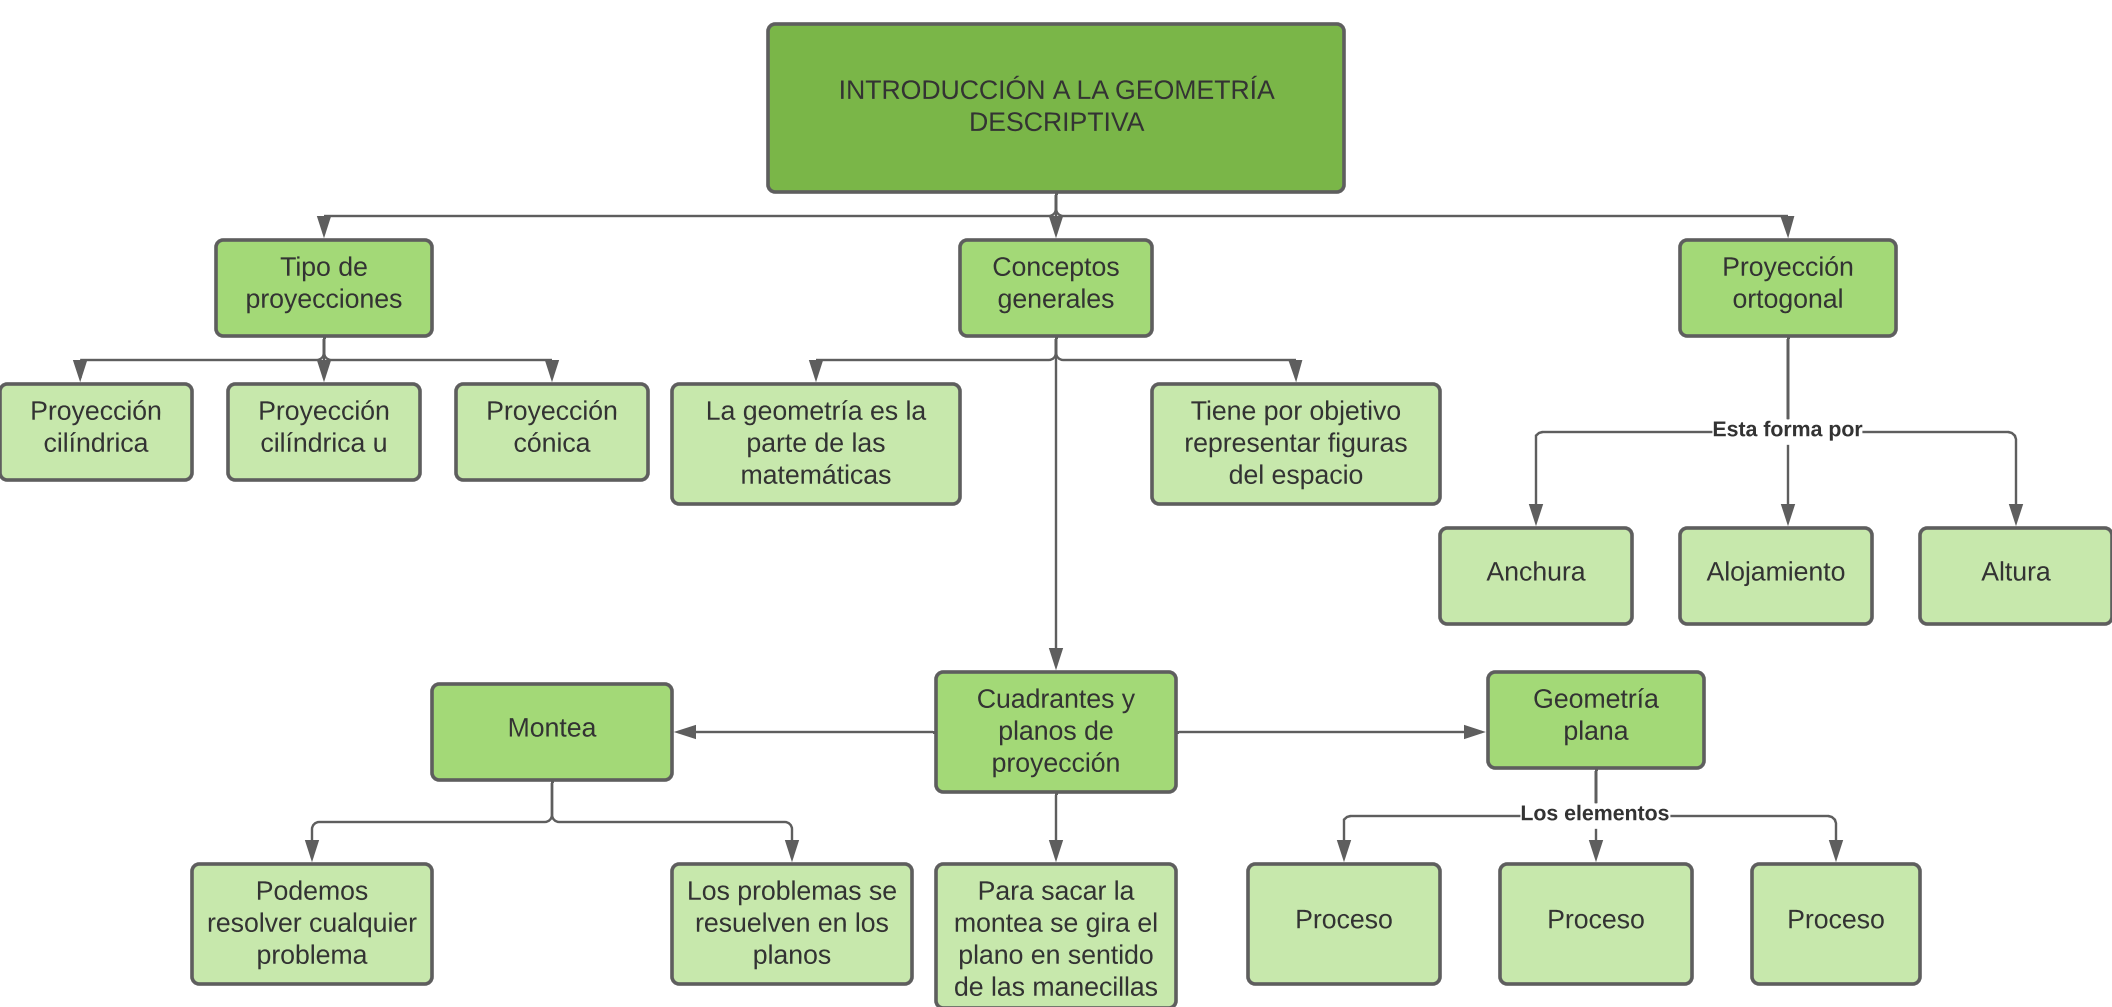 INTRODUCCIÓN A LA GEOMETRÍA
DESCRIPTIVA
Tipo de
proyecciones
Conceptos
generales
Proyección
ortogonal
Proyección
cilíndrica
Proyección
cilíndrica u
Proyección
cónica
La geometría es la
parte de las
matemáticas
Tiene por objetivo
representar figuras
del espacio
Esta forma por
Anchura
Alojamiento
Altura
Montea
Cuadrantes y
planos de
proyección
Geometría
plana
Los elementos
Podemos
resolver cualquier
problema
Los problemas se
resuelven en los
planos
Para sacar la
montea se gira el
plano en sentido
de las manecillas
Proceso
Proceso
Proceso